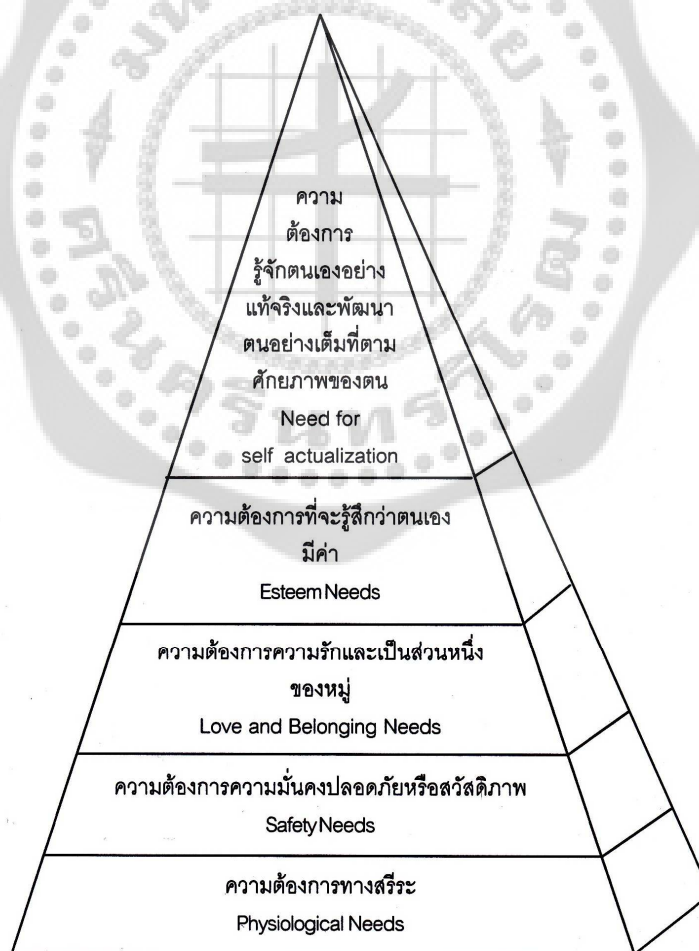 ความ
ต้องการ
รู้จักตนเองอย่าง
แท้จริงและพัฒนา
ตนอย่างเต็มที่ตาม
ศักยภาพของตน
Need for
self actualization
ความต้องการที่จะรู้สึกว่าตนเอง
มีค่า
Esteem Needs
ความต้องการความรักและเป็นส่วนหนึ่ง
ของหมู่
Love and Belonging Needs
ความต้องการความมั่นคงปลอดภัยหรือสวัสดิภาพ
Safety Needs
ความต้องการทางสรีระ
Physiological Needs